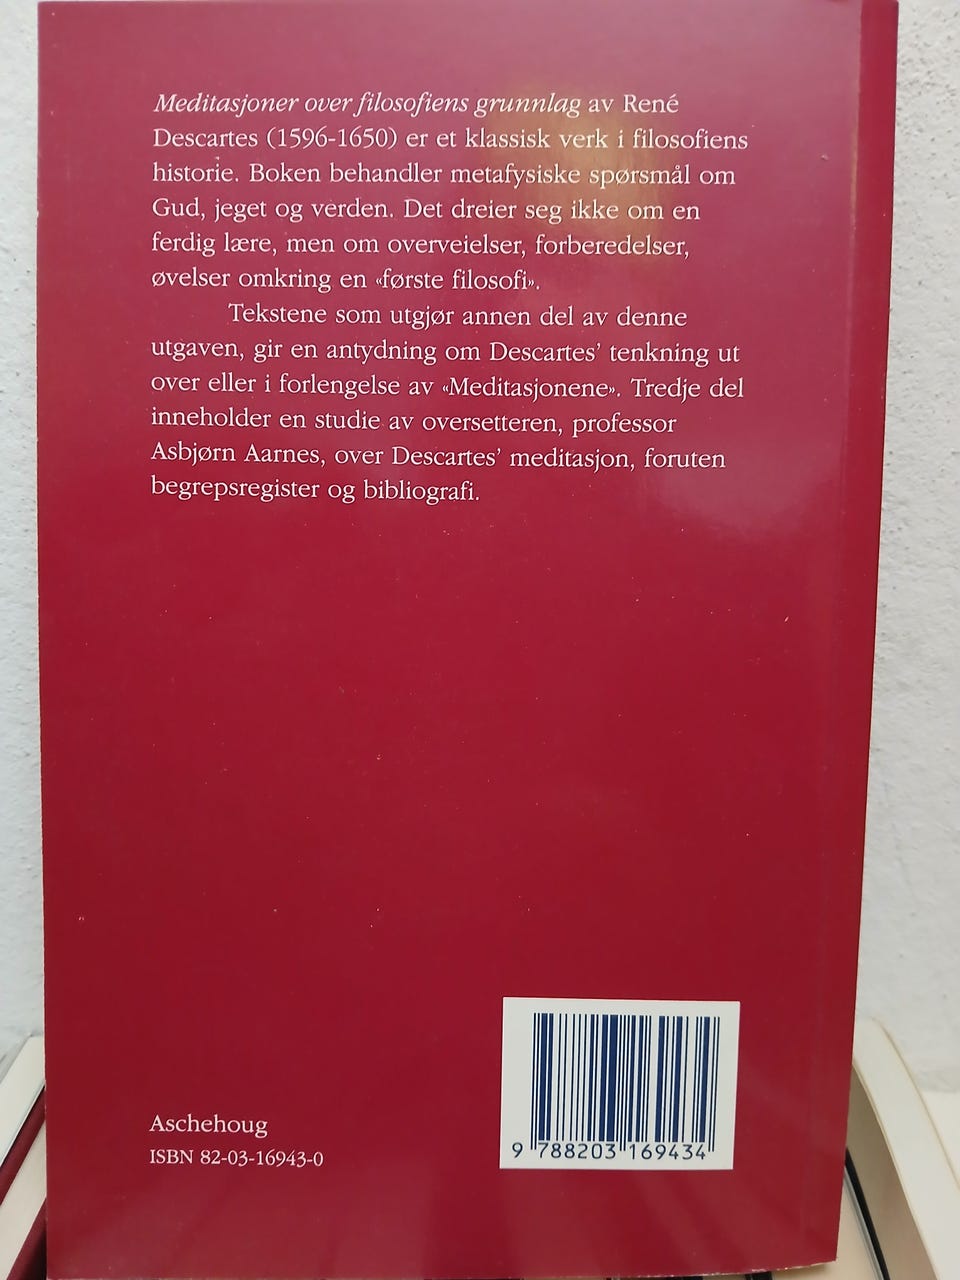 Meditasjoner over filosofiens grunnlag av René
Descartes (1596-1650) er et klassisk verk i filosofiens
historie. Boken behandler metafysiske spørsmål om
Gud, jeget og verden. Det dreier seg ikke om en
ferdig lære, men om overveielser, forberedelser,
øvelser omkring en «første filosofi».
Tekstene som utgjør annen del av denne
utgaven, gir en antydning om Descartes’ tenkning ut
over eller i forlengelse av «Meditasjonene». Tredje del
inneholder en studie av oversetteren, professor
Asbjørn Aarnes, over Descartes’ meditasjon, foruten
begrepsregister og bibliografi.
Aschehoug
ISBN 82-03-16943-0
9 788203 169434